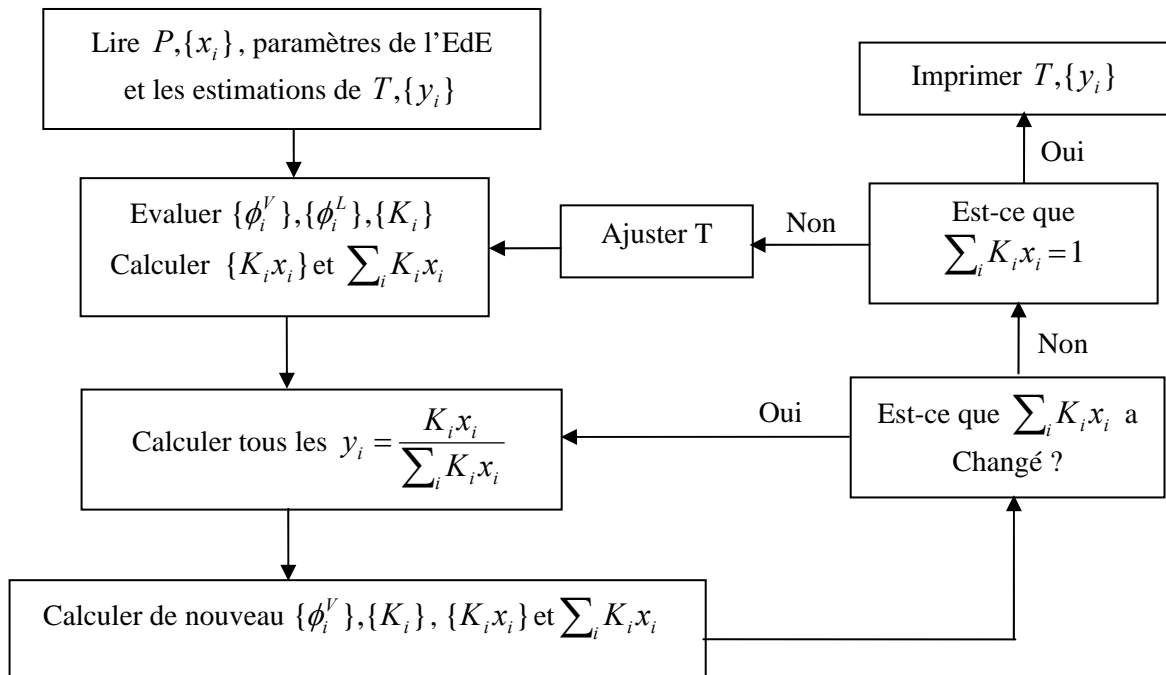 Lire P,{x_i}, paramètres de l’EdE
et les estimations de T,{y_i}
Imprimer T,{y_i}
Oui
Evaluer {ϕ_i^V},{ϕ_i^L},{K_i}
Calculer {K_i x_i} et ∑_i K_i x_i
Ajuster T
Non
Est-ce que
∑_i K_i x_i = 1
Non
Calculer tous les y_i = K_i x_i / ∑_i K_i x_i
Oui
Est-ce que ∑_i K_i x_i a
Changé ?
Calculer de nouveau {ϕ_i^V},{K_i}, {K_i x_i} et ∑_i K_i x_i